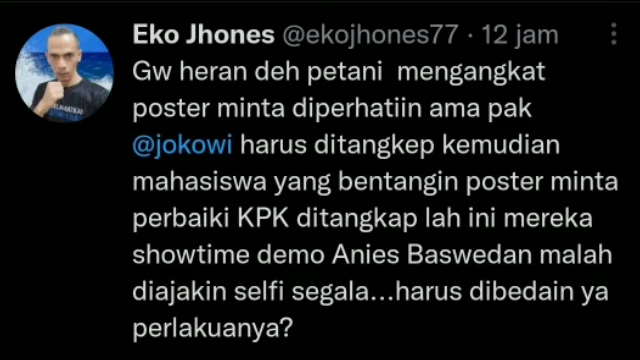 Eko Jhones @ekojhones77 · 12 jam
Gw heran deh petani  mengangkat
poster minta diperhatiin ama pak
@jokowi harus ditangkep kemudian
mahasiswa yang bentangin poster minta
perbaiki KPK ditangkap lah ini mereka
showtime demo Anies Baswedan malah
diajakin selfi segala...harus dibedain ya
perlakuanya?